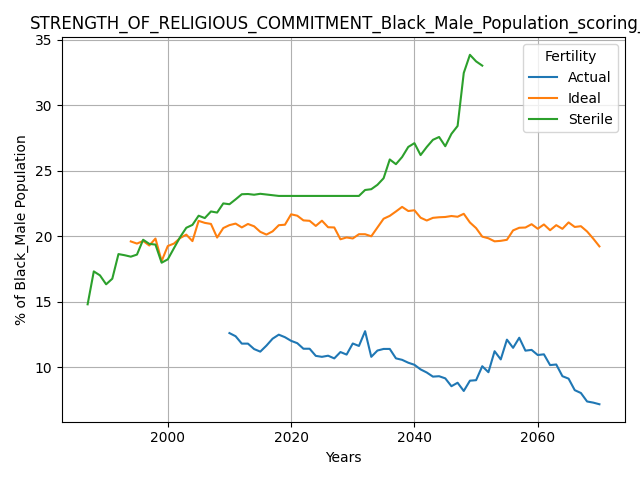 STRENGTH_OF_RELIGIOUS_COMMITMENT_Black_Male_Population_scoring_
35
30
25
20
15
10
% of Black_Male Population
Fertility
Actual
Ideal
Sterile
2000
2020
2040
2060
Years